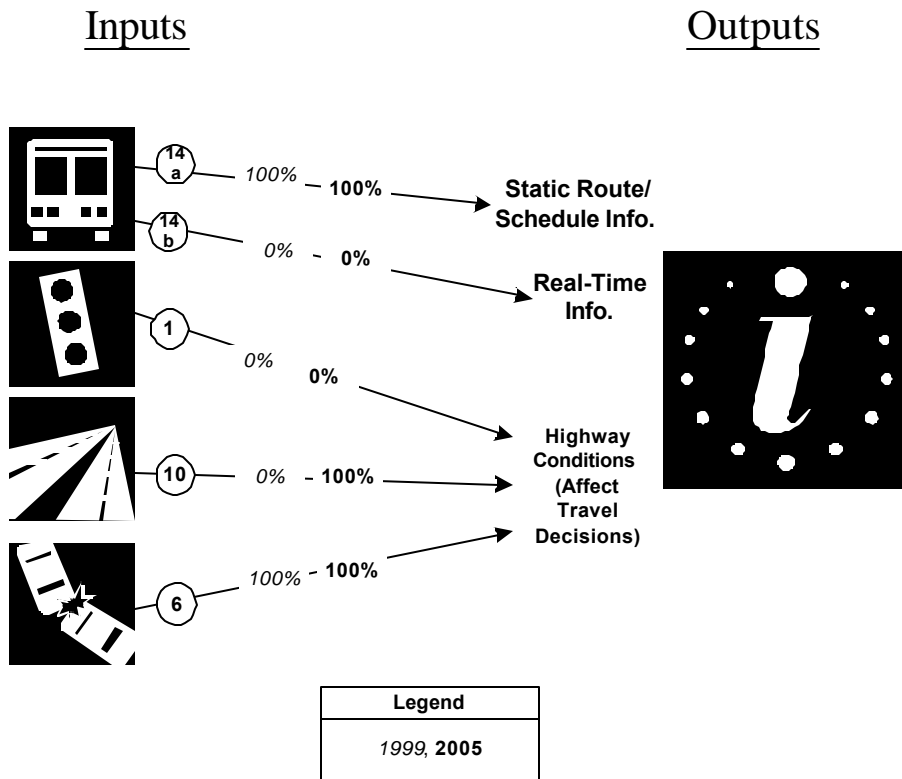 Inputs
Outputs
14
a
100%
100%
Static Route/
Schedule Info.
14
b
0%
0%
Real-Time
Info.
1
0%
0%
Highway
Conditions
(Affect
Travel
Decisions)
10
0%
100%
6
100%
100%
i
Legend
1999, 2005